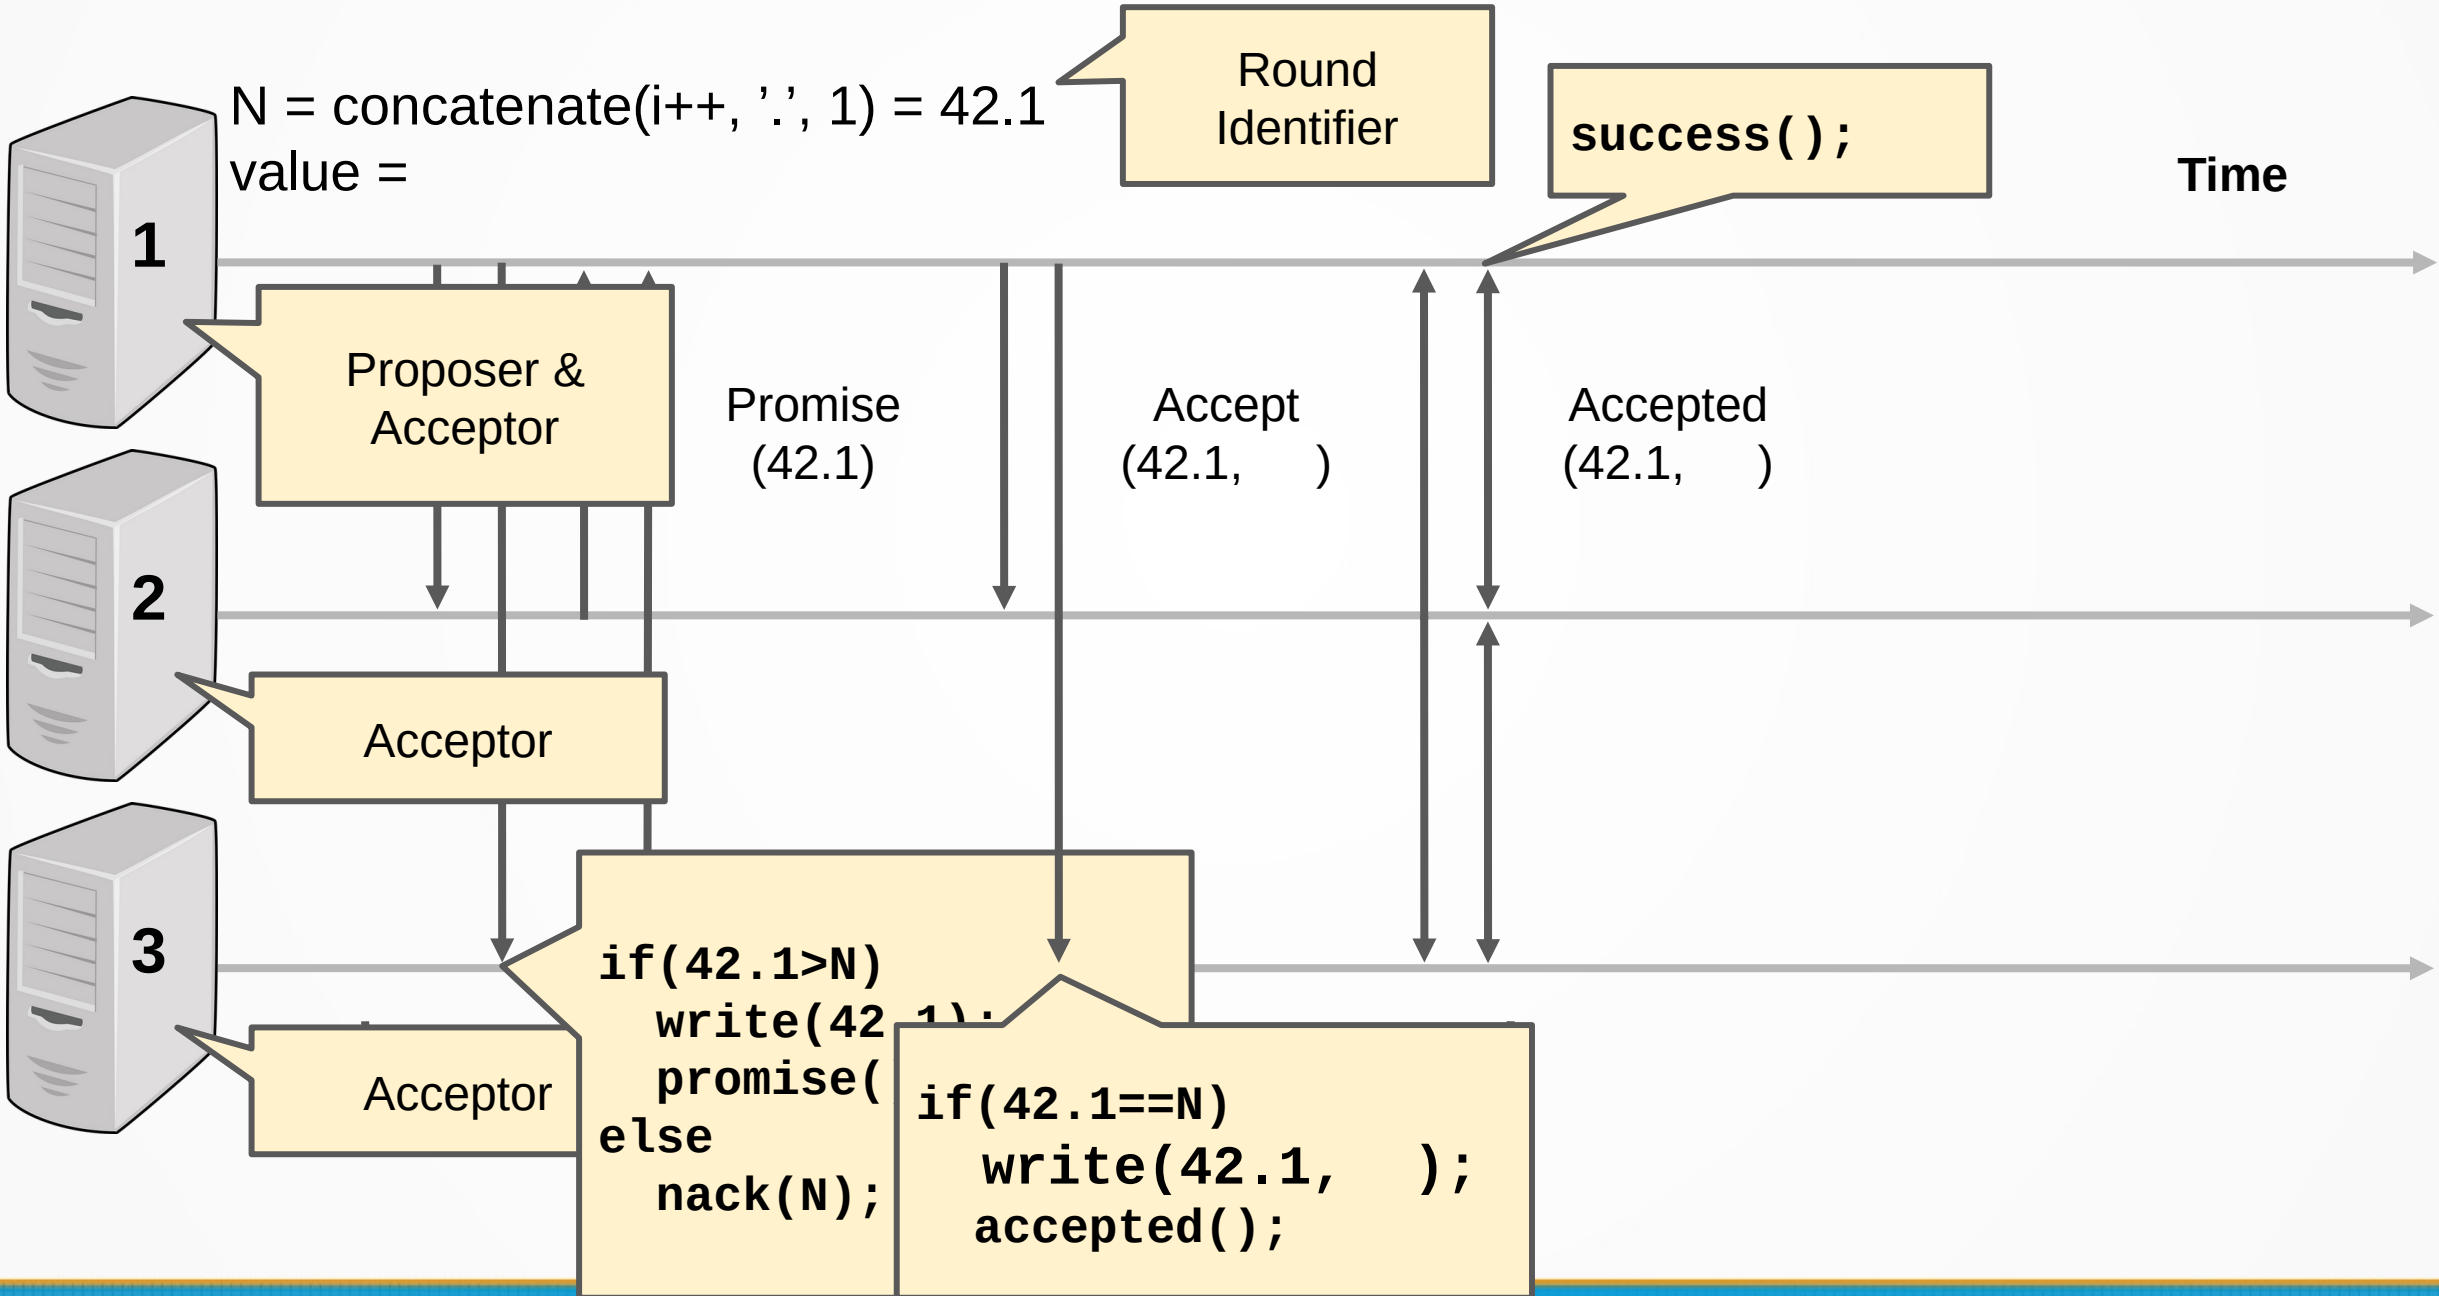 N = concatenate(i++, ’.’, 1) = 42.1
value =
Round
Identifier
success();
Time
1
Proposer &
Acceptor
Promise
(42.1)
Accept
(42.1, )
Accepted
(42.1, )
2
Acceptor
3
Acceptor
if(42.1>N)
write(42.1);
promise(
else
nack(N);
if(42.1==N)
write(42.1, );
accepted();